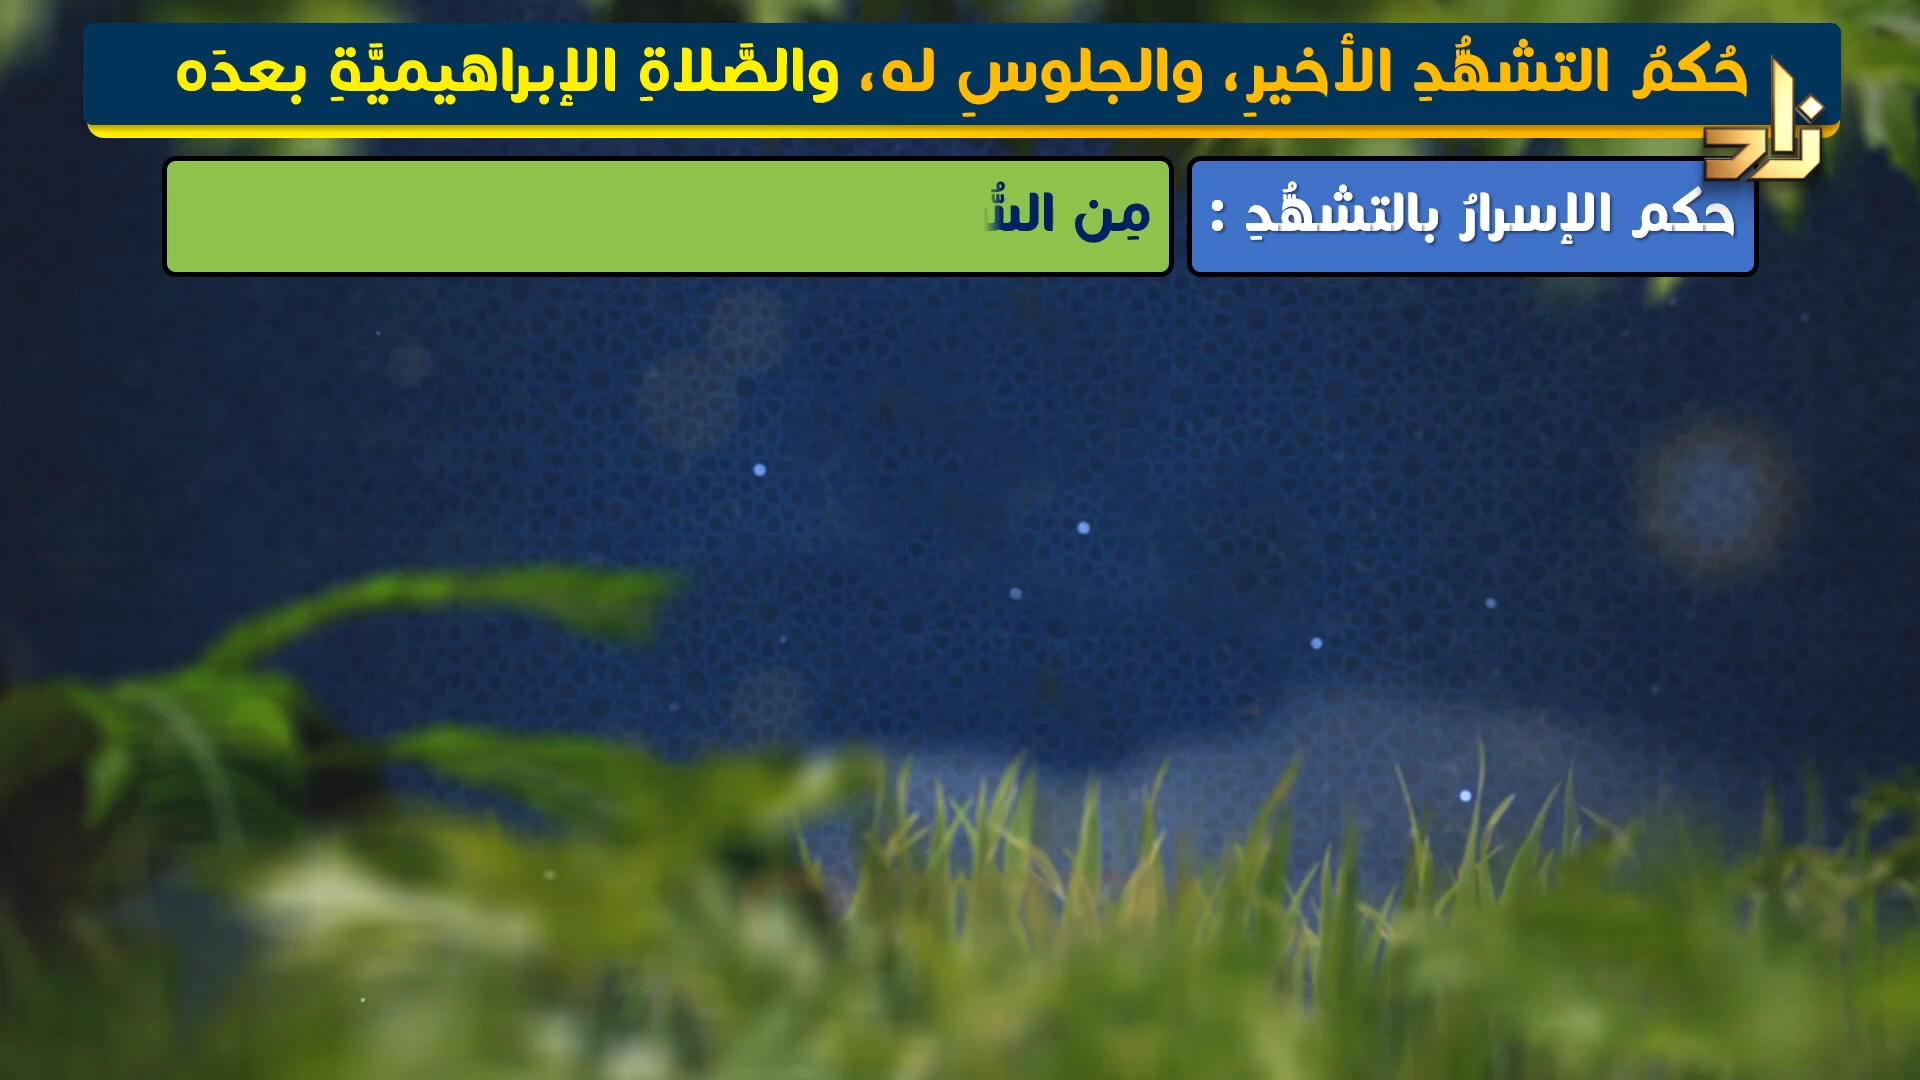 حُكمُ التشهُّدِ الأخيرِ، والجلوسِ له، والصَّلاةِ الإبراهيميَّةِ بعدَه
زاد
حكم الإسرارُ بالتشهُّدِ :
مِن